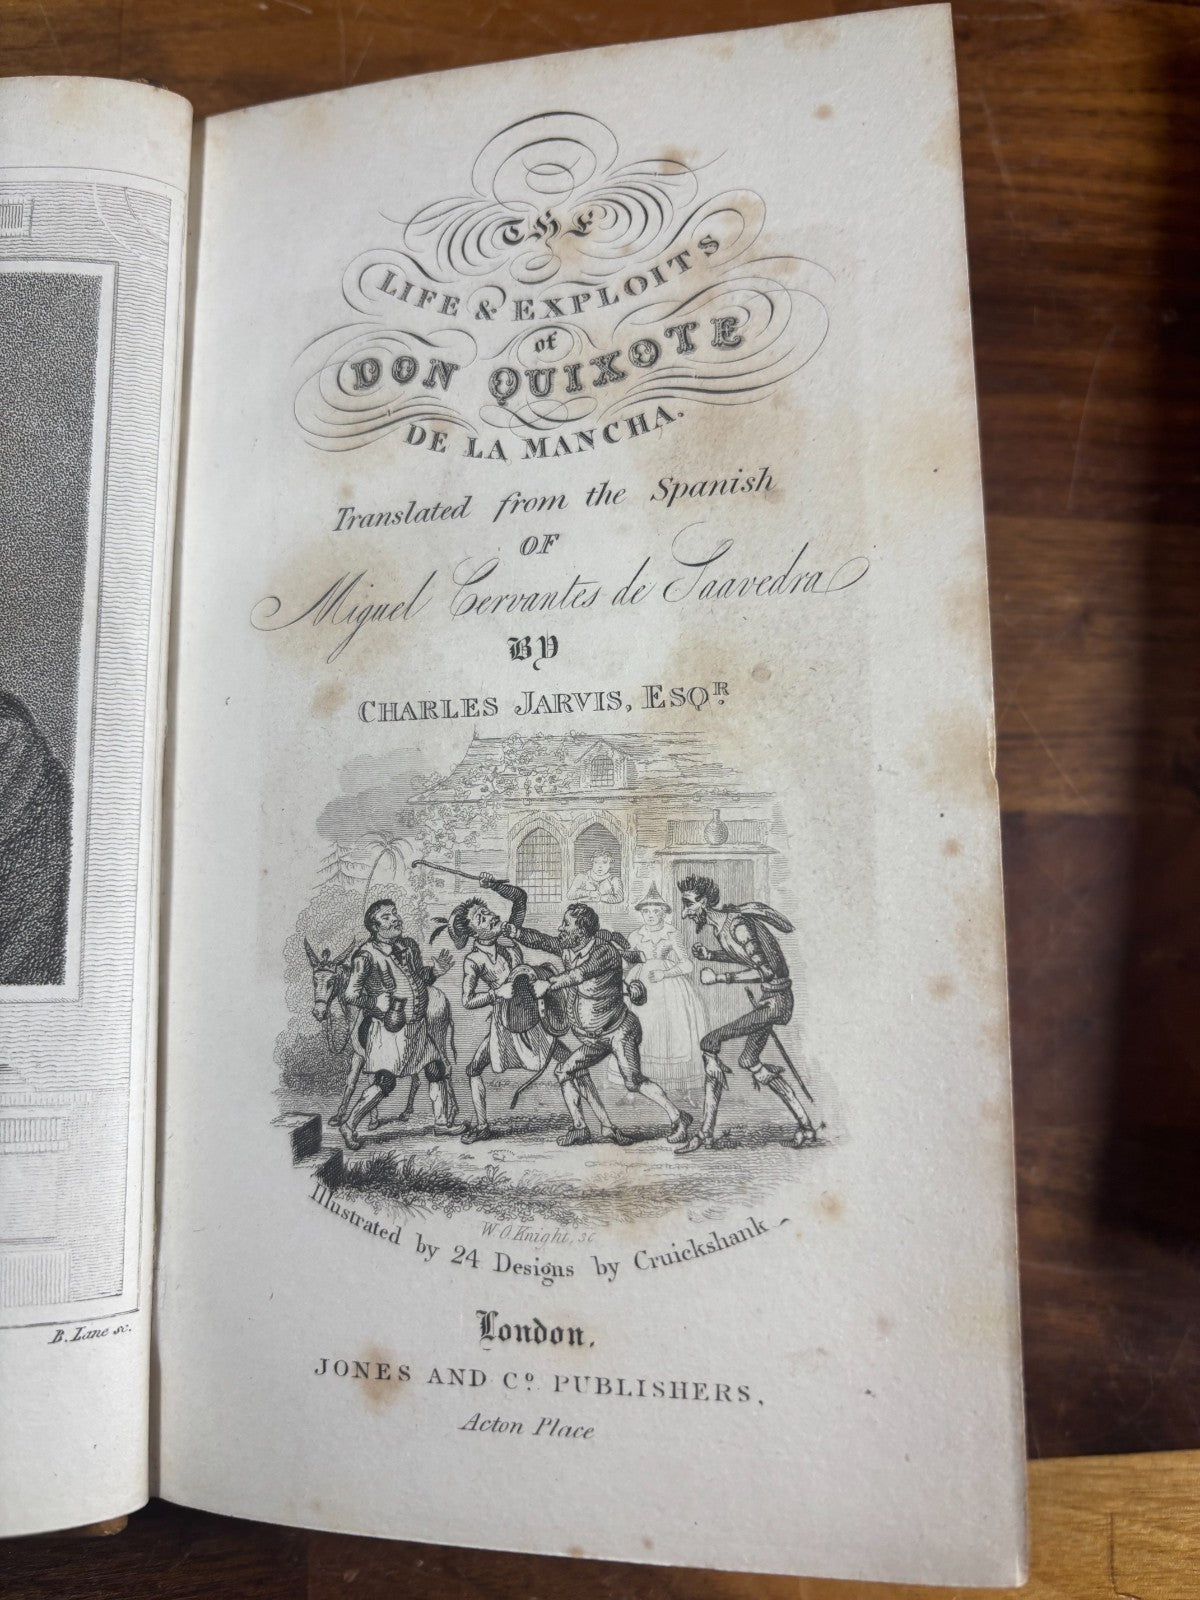 THE
LIFE & EXPLOITS
of
DON QUIXOTE
DE LA MANCHA.
Translated from the Spanish
OF
Miguel Cervantes de Saavedra
BY
CHARLES JARVIS, ESQR.
W. O. Knight, sc
Illustrated by 24 Designs by Cruickshank
London.
JONES AND Co. PUBLISHERS,
Acton Place
B. Lane sc.